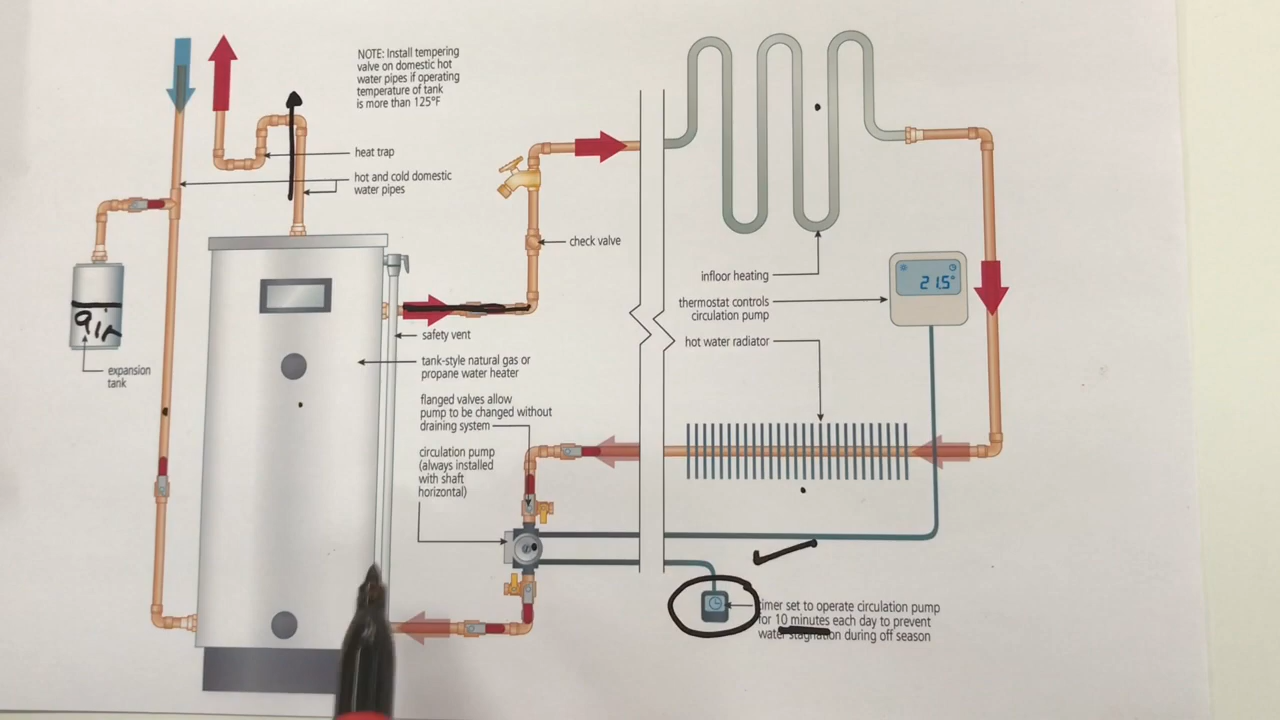 NOTE: Install tempering
valve on domestic hot
water pipes if operating
temperature of tank
is more than 125°F
heat trap
hot and cold domestic
water pipes
check valve
infloor heating
thermostat controls
circulation pump
21.5°
hot water radiator
air
expansion
tank
safety vent
tank-style natural gas or
propane water heater
flanged valves allow
pump to be changed without
draining system
circulation pump
(always installed
with shaft
horizontal)
timer set to operate circulation pump
for 10 minutes each day to prevent
water stagnation during off season